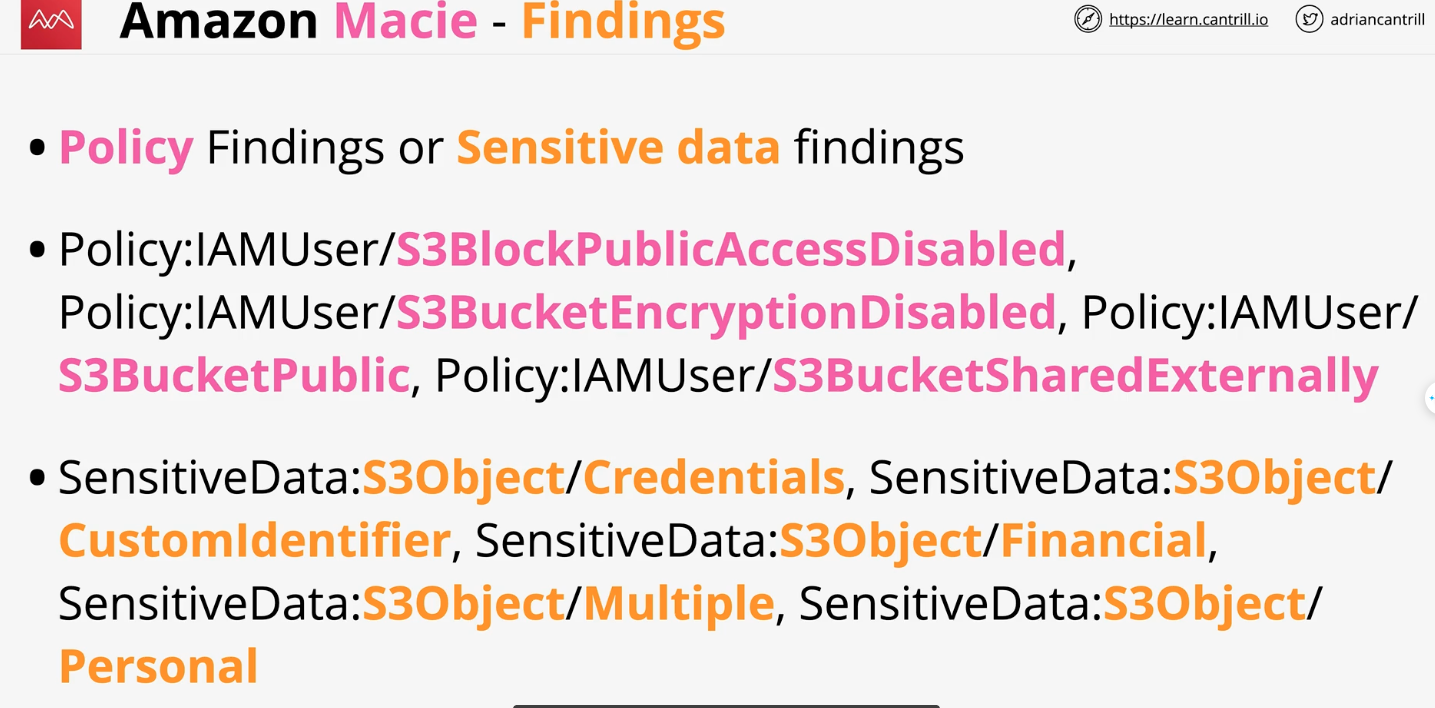 Amazon Macie - Findings
https://learn.cantrill.io
adriancantrill
• Policy Findings or Sensitive data findings
• Policy:IAMUser/S3BlockPublicAccessDisabled,
Policy:IAMUser/S3BucketEncryptionDisabled, Policy:IAMUser/
S3BucketPublic, Policy:IAMUser/S3BucketSharedExternally
• SensitiveData:S3Object/Credentials, SensitiveData:S3Object/
CustomIdentifier, SensitiveData:S3Object/Financial,
SensitiveData:S3Object/Multiple, SensitiveData:S3Object/
Personal